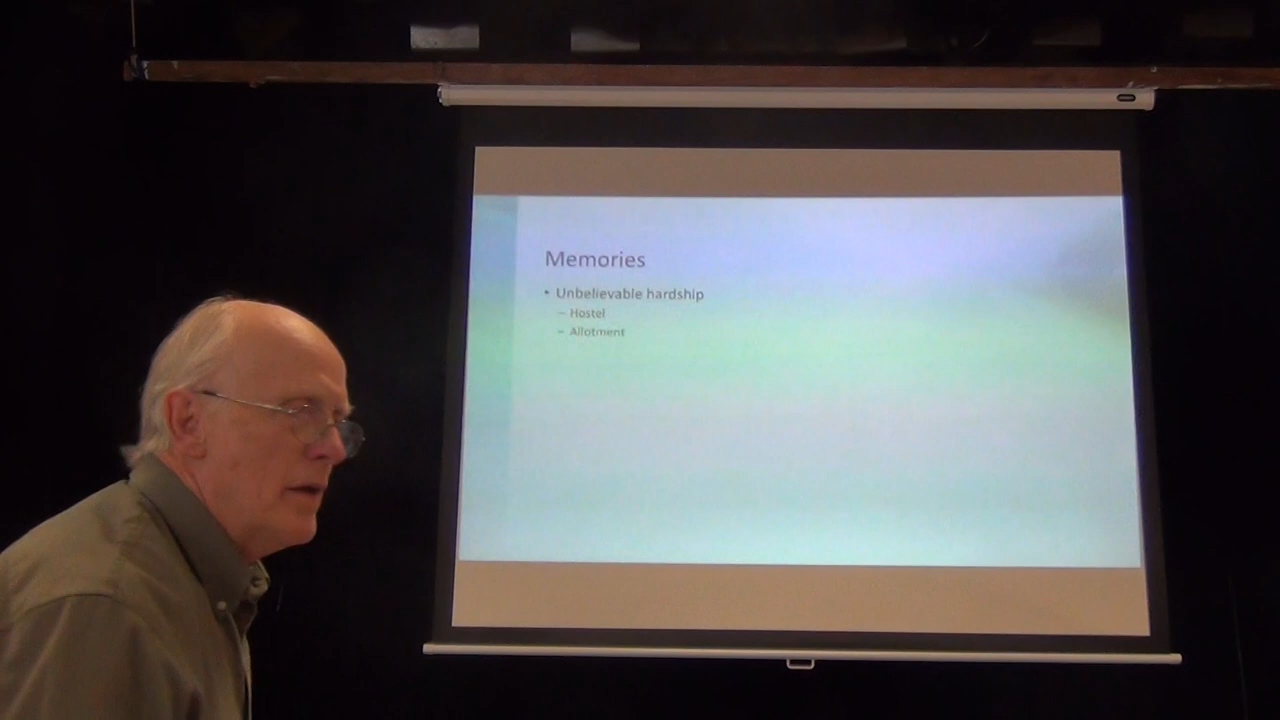 Memories
• Unbelievable hardship
– Hostel
– Allotment